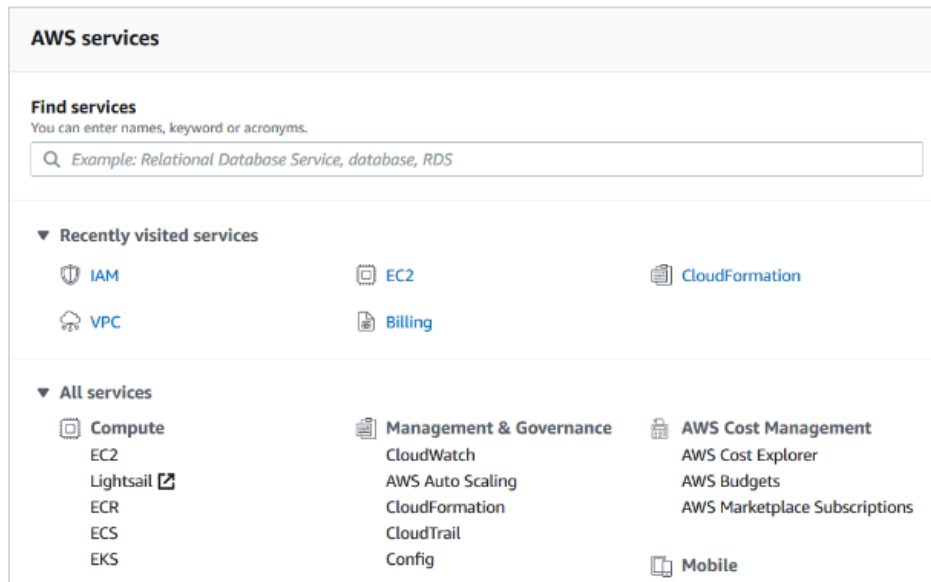 AWS services
Find services
You can enter names, keyword or acronyms.
Example: Relational Database Service, database, RDS
Recently visited services
IAM
EC2
CloudFormation
VPC
Billing
All services
Compute
EC2
Lightsail
ECR
ECS
EKS
Management & Governance
CloudWatch
AWS Auto Scaling
CloudFormation
CloudTrail
Config
AWS Cost Management
AWS Cost Explorer
AWS Budgets
AWS Marketplace Subscriptions
Mobile